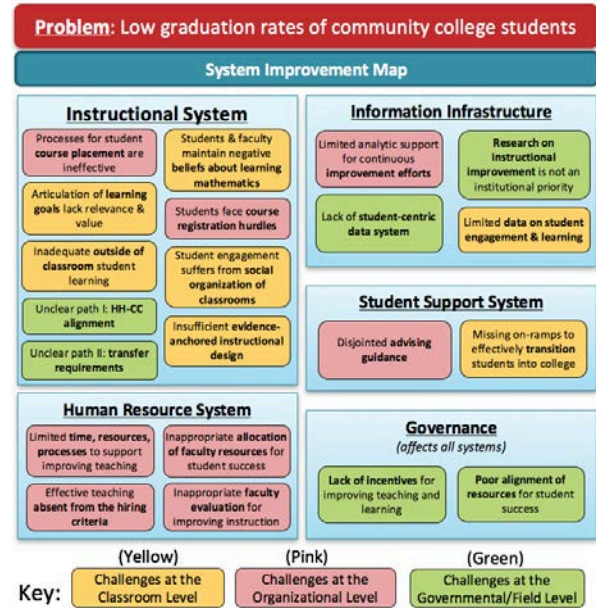 Problem: Low graduation rates of community college students
System Improvement Map
Instructional System
Processes for student
course placement are
ineffective
Articulation of learning
goals lack relevance &
value
Inadequate outside of
classroom student
learning
Unclear path I: HH-CC
alignment
Unclear path II: transfer
requirements
Students & faculty
maintain negative
beliefs about learning
mathematics
Students face course
registration hurdles
Student engagement
suffers from social
organization of
classrooms
Insufficient evidence-
anchored instructional
design
Information Infrastructure
Limited analytic support
for continuous
improvement efforts
Research on
instructional
improvement is not an
institutional priority
Lack of student-centric
data system
Limited data on student
engagement & learning
Student Support System
Disjointed advising
guidance
Missing on-ramps to
effectively transition
students into college
Human Resource System
Limited time, resources,
processes to support
improving teaching
Inappropriate allocation
of faculty resources for
student success
Effective teaching
absent from the hiring
criteria
Inappropriate faculty
evaluation for
improving instruction
Governance
(affects all systems)
Lack of incentives for
improving teaching and
learning
Poor alignment of
resources for student
success
Key:
(Yellow)
Challenges at the
Classroom Level
(Pink)
Challenges at the
Organizational Level
(Green)
Challenges at the
Governmental/Field Level